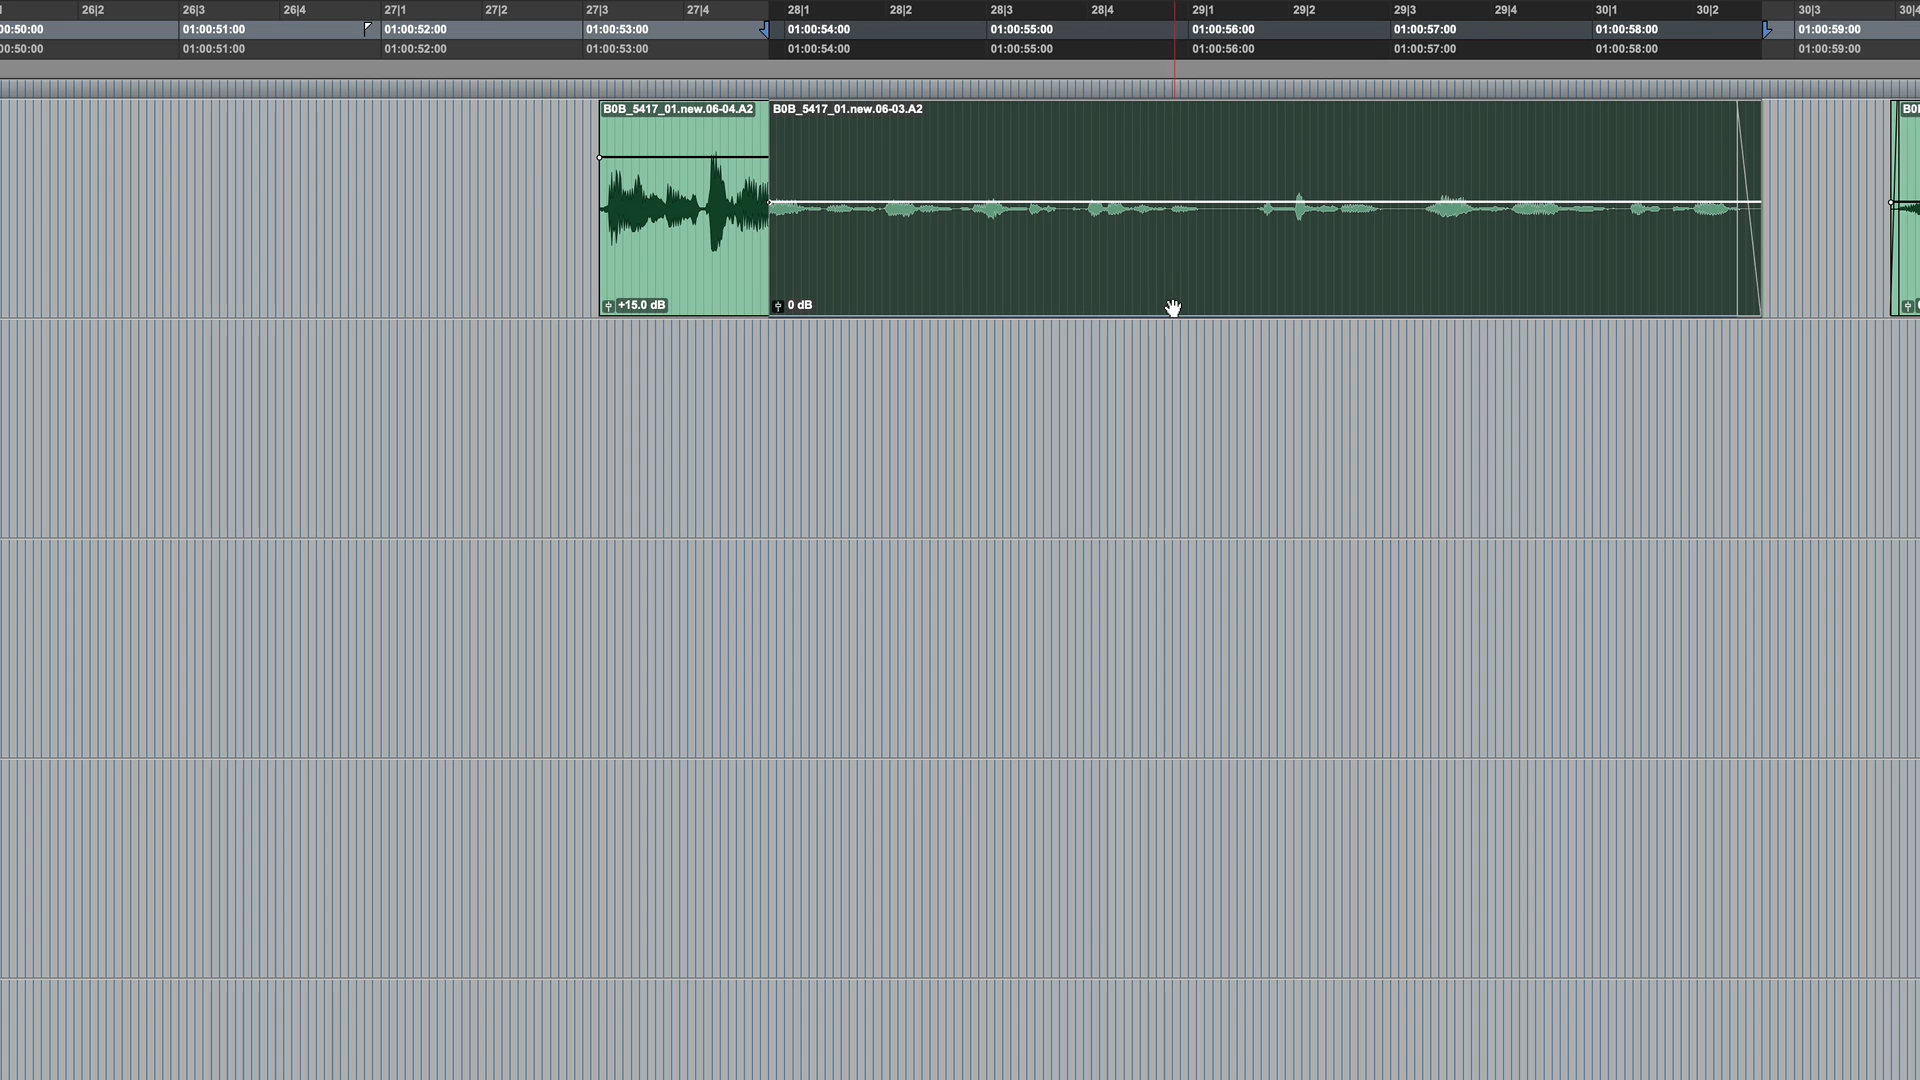 26|2 26|3 26|4 27|1 27|2 27|3 27|4 28|1 28|2 28|3 28|4 29|1 29|2 29|3 29|4 30|1 30|2 30|3 30|4
00:50:00 01:00:51:00 01:00:52:00 01:00:53:00 01:00:54:00 01:00:55:00 01:00:56:00 01:00:57:00 01:00:58:00 01:00:59:00
00:50:00 01:00:51:00 01:00:52:00 01:00:53:00 01:00:54:00 01:00:55:00 01:00:56:00 01:00:57:00 01:00:58:00 01:00:59:00
B0B_5417_01.new.06-04.A2 B0B_5417_01.new.06-03.A2
+15.0 dB 0 dB